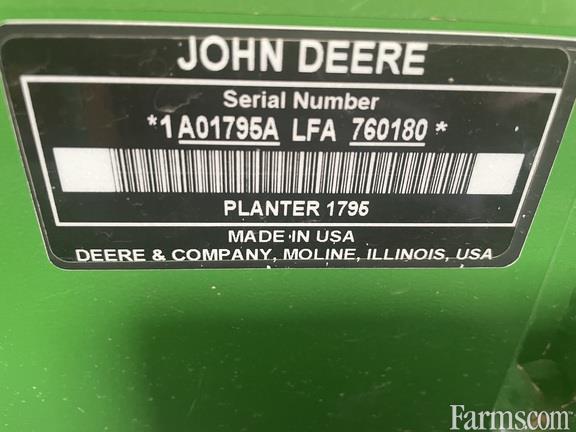 JOHN DEERE
Serial Number
*1A01795A LFA 760180*
PLANTER 1795
MADE IN USA
DEERE & COMPANY, MOLINE, ILLINOIS, USA
Farms.com